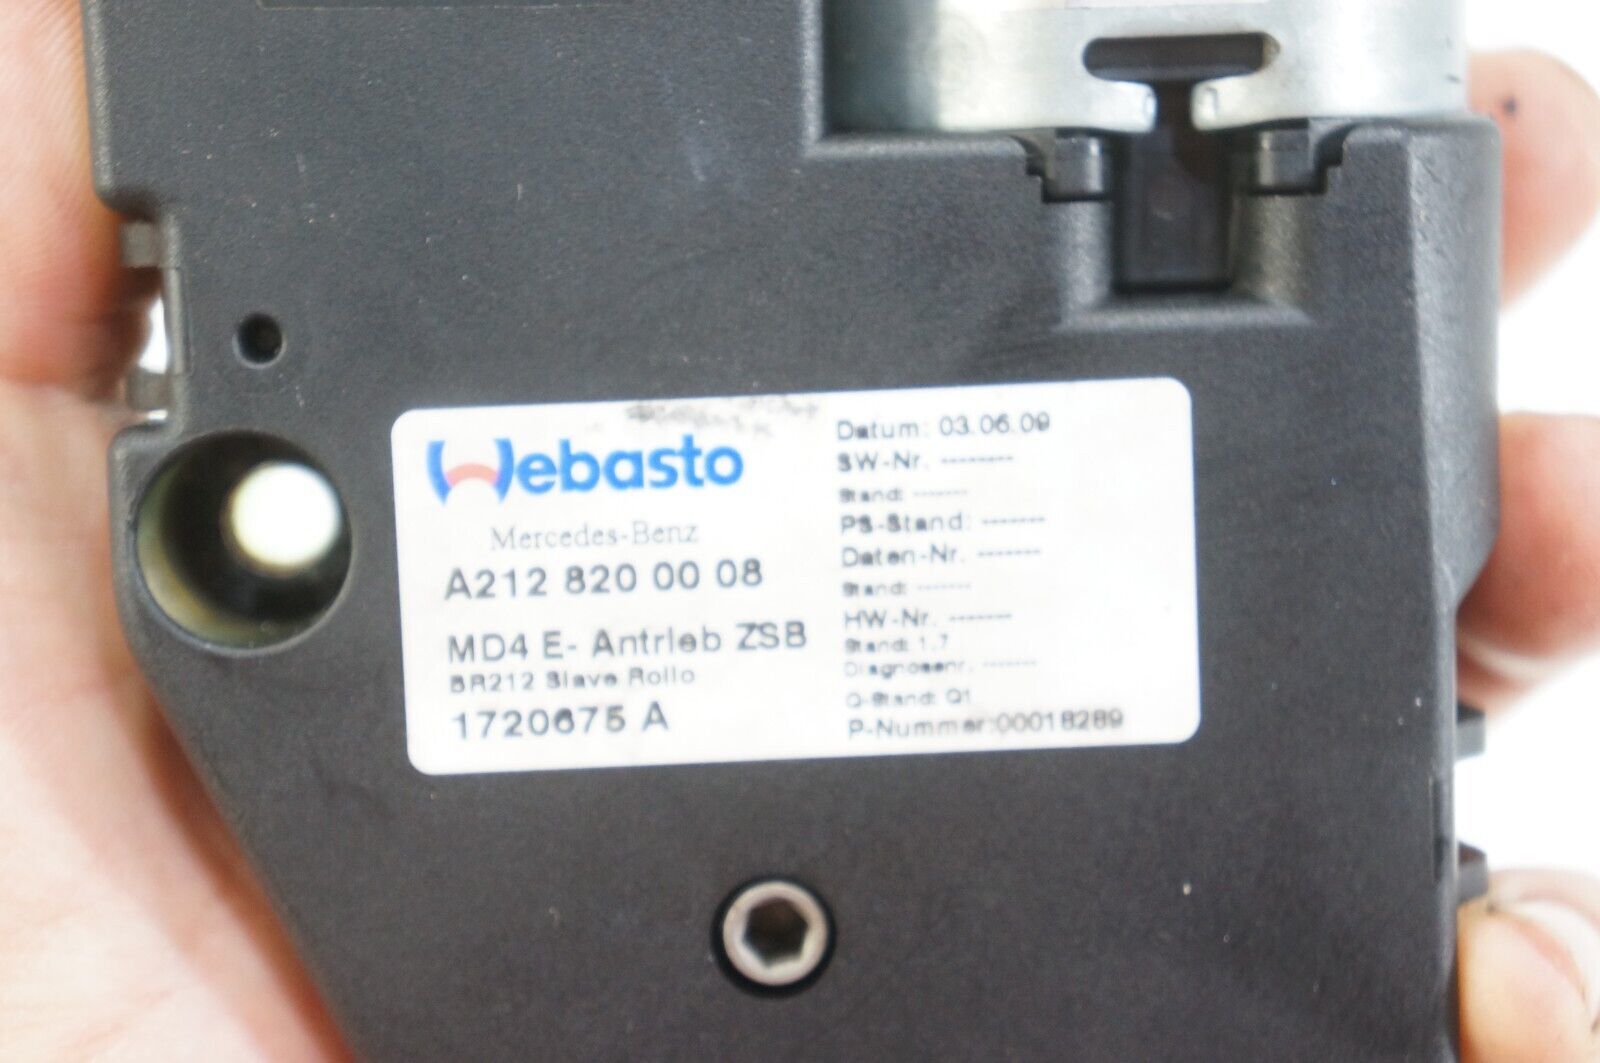 Webasto
Mercedes-Benz
A212 820 00 08
MD4 E- Antrieb ZSB
BR212 Slave Rollo
1720675 A
Datum: 03.06.09
SW-Nr. --------
Stand: -------
PS-Stand: -------
Daten-Nr. -------
Stand: ------
HW-Nr. -------
Stand: 1.7
Diagnosenr. -------
Q-Stand: Q1
P-Nummer:00018289